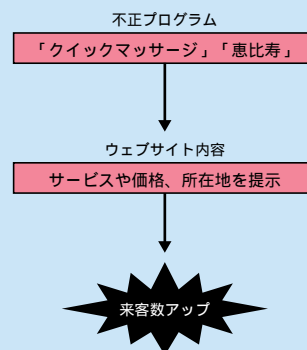 不正プログラム
「クイックマッサージ」「恵比寿」
ウェブサイト内容
サービスや価格、所在地を提示
来客数アップ